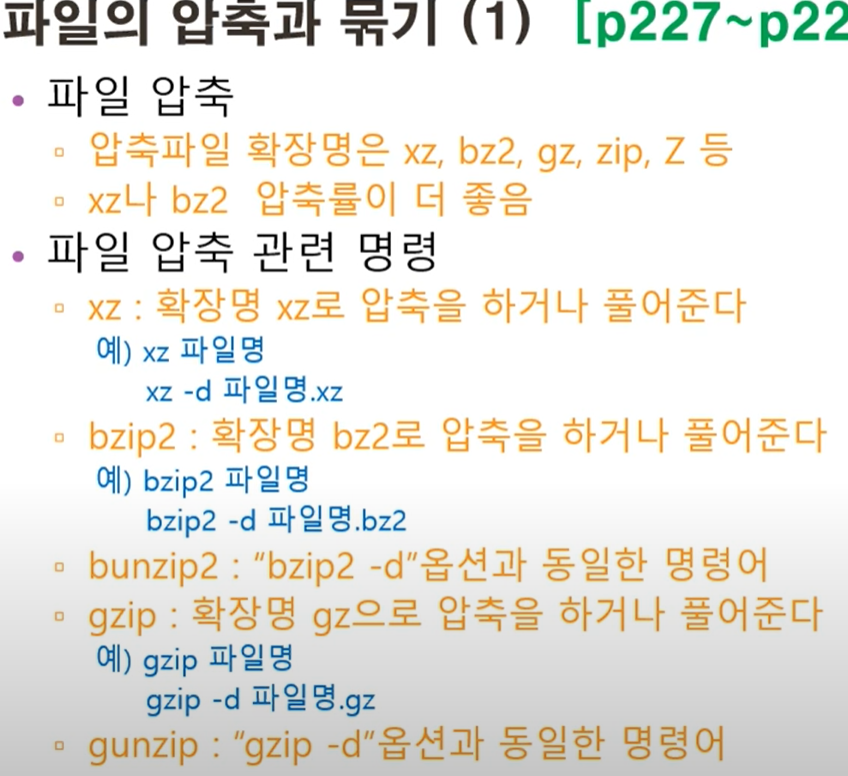 파일의 압축과 묶기 (1) [p227~p22
• 파일 압축
▫ 압축파일 확장명은 xz, bz2, gz, zip, Z 등
▫ xz나 bz2 압축률이 더 좋음
• 파일 압축 관련 명령
▫ xz : 확장명 xz로 압축을 하거나 풀어준다
예) xz 파일명
xz -d 파일명.xz
▫ bzip2 : 확장명 bz2로 압축을 하거나 풀어준다
예) bzip2 파일명
bzip2 -d 파일명.bz2
▫ bunzip2 : “bzip2 -d”옵션과 동일한 명령어
▫ gzip : 확장명 gz으로 압축을 하거나 풀어준다
예) gzip 파일명
gzip -d 파일명.gz
▫ gunzip : “gzip -d”옵션과 동일한 명령어